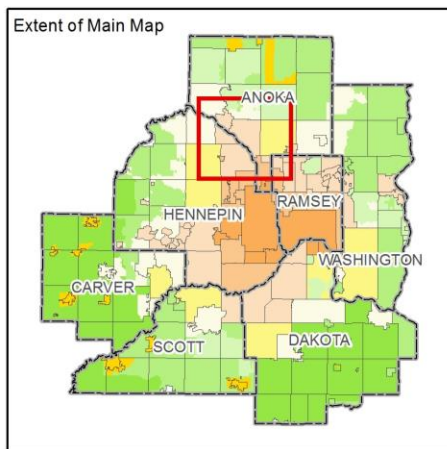 Extent of Main Map
ANOKA
HENNEPIN
RAMSEY
WASHINGTON
CARVER
SCOTT
DAKOTA